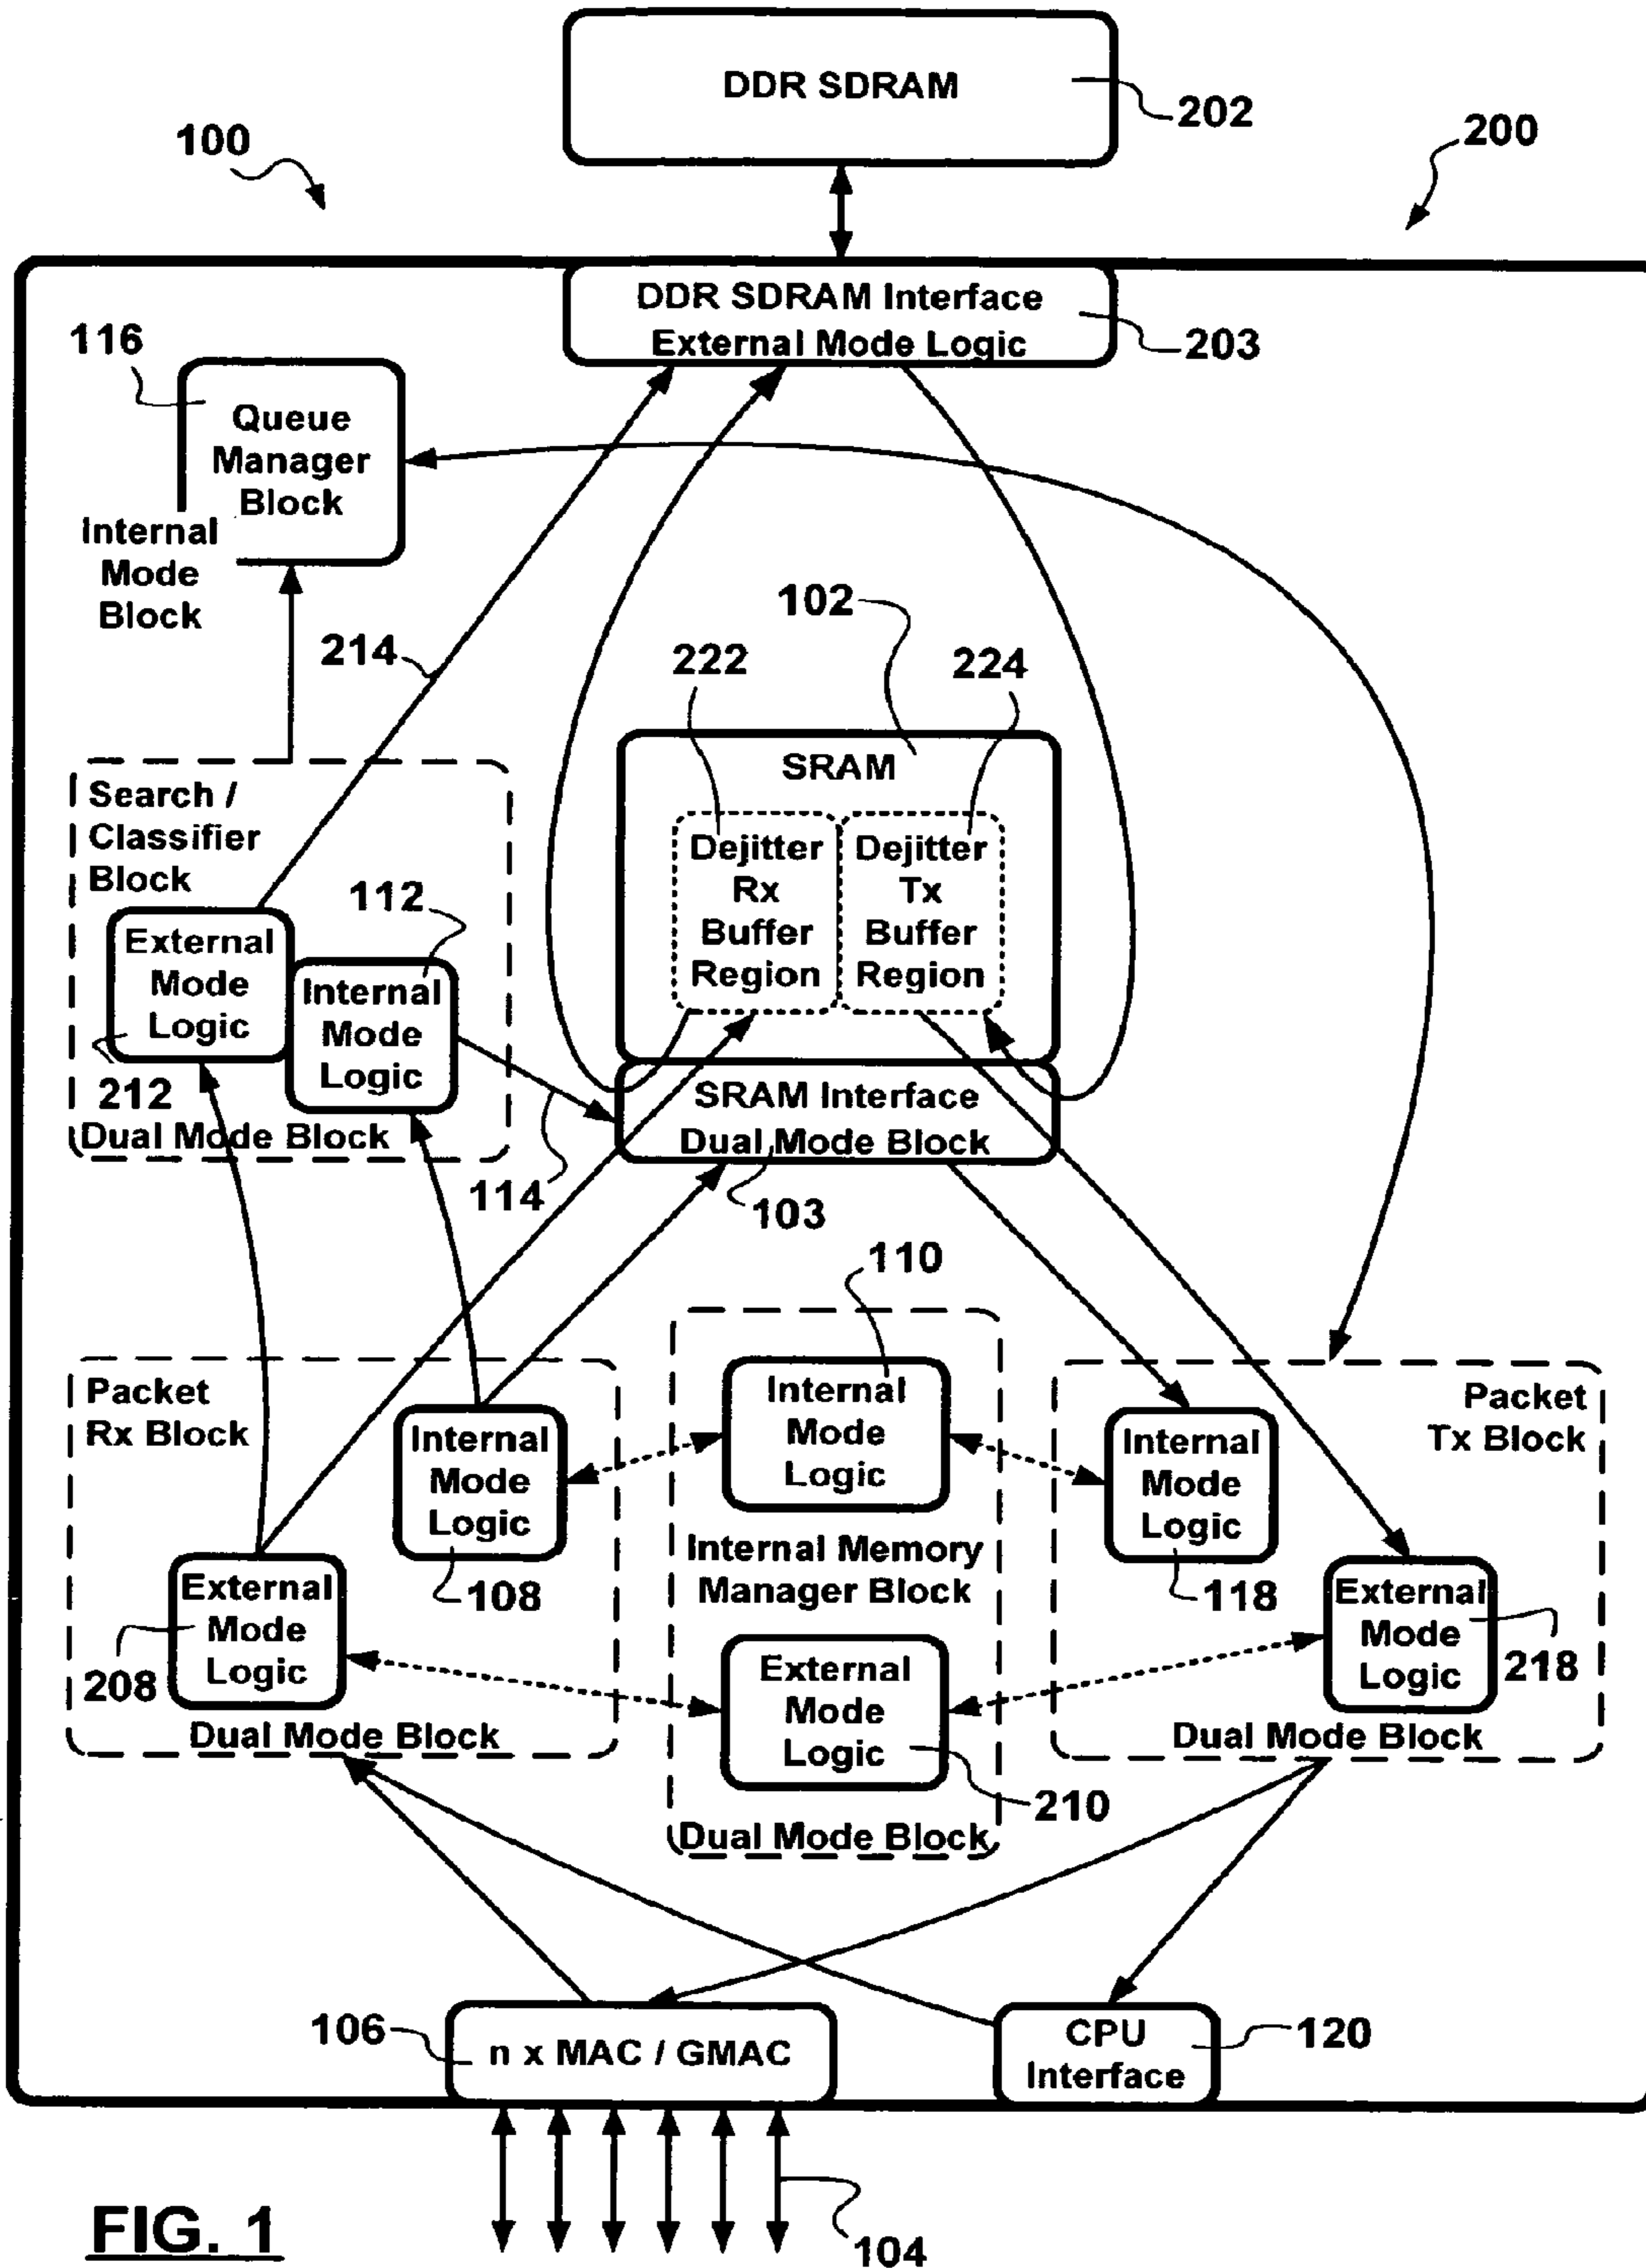 DDR SDRAM
202
100
200
DDR SDRAM Interface
External Mode Logic
203
116
Queue
Manager
Block
Internal
Mode
Block
214
102
222
224
SRAM
Dejitter
Rx
Buffer
Region
Dejitter
Tx
Buffer
Region
Search /
Classifier
Block
112
External
Mode
Logic
Internal
Mode
Logic
212
Dual Mode Block
114
SRAM Interface
Dual Mode Block
103
110
Packet
Rx Block
Internal
Mode
Logic
108
External
Mode
Logic
208
Dual Mode Block
Internal
Mode
Logic
Internal Memory
Manager Block
External
Mode
Logic
210
Dual Mode Block
Packet
Tx Block
Internal
Mode
Logic
118
External
Mode
Logic
218
Dual Mode Block
106
n x MAC / GMAC
CPU
Interface
120
104
FIG. 1